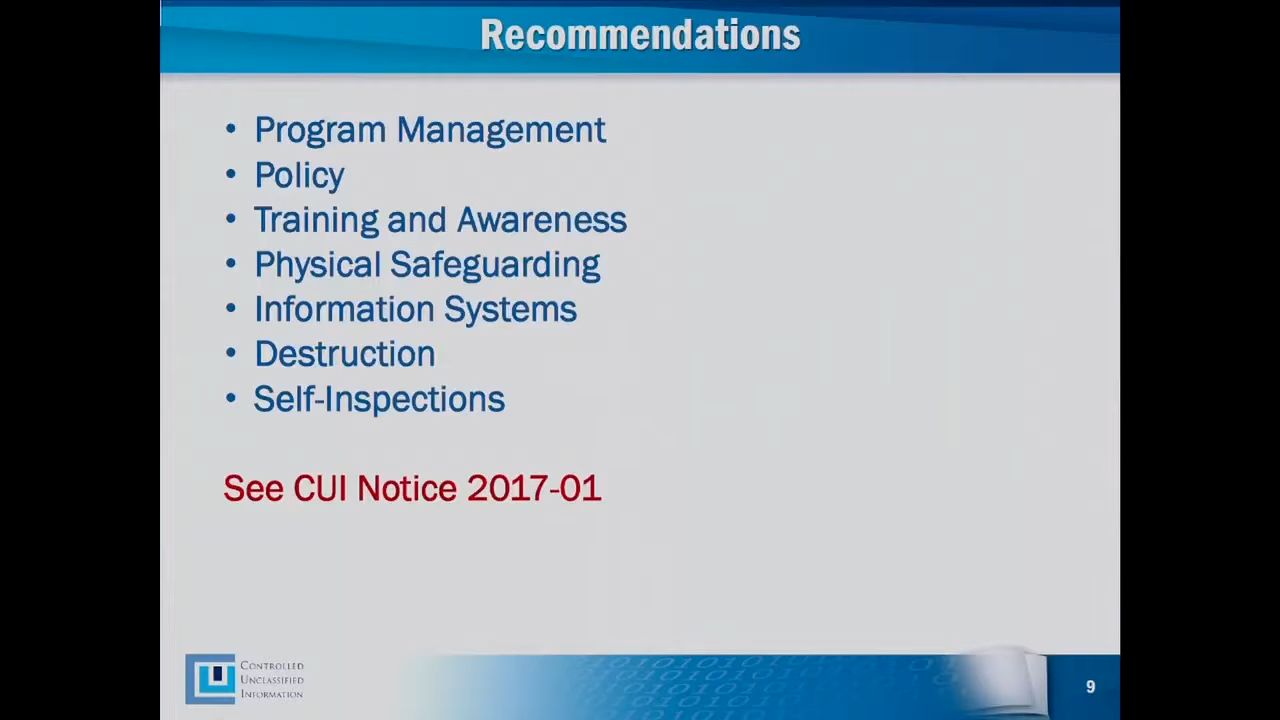 Recommendations
• Program Management
• Policy
• Training and Awareness
• Physical Safeguarding
• Information Systems
• Destruction
• Self-Inspections
See CUI Notice 2017-01
CONTROLLED
UNCLASSIFIED
INFORMATION
9